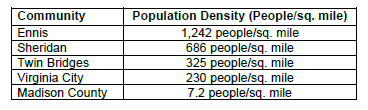 Community Population Density (People/sq. mile)
Ennis 1,242 people/sq. mile
Sheridan 686 people/sq. mile
Twin Bridges 325 people/sq. mile
Virginia City 230 people/sq. mile
Madison County 7.2 people/sq. mile